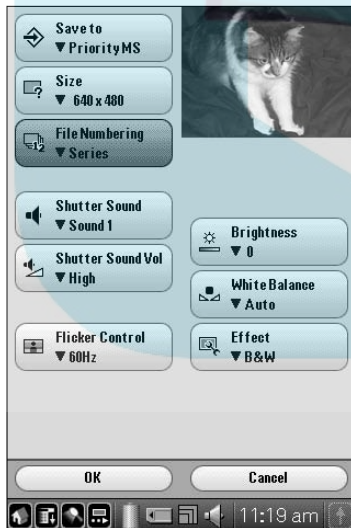 Save to
▼ Priority MS
Size
▼ 640 x 480
File Numbering
▼ Series
Shutter Sound
▼ Sound 1
Shutter Sound Vol
▼ High
Flicker Control
▼ 60Hz
Brightness
▼ 0
White Balance
▼ Auto
Effect
▼ B&W
OK
Cancel
11:19 am